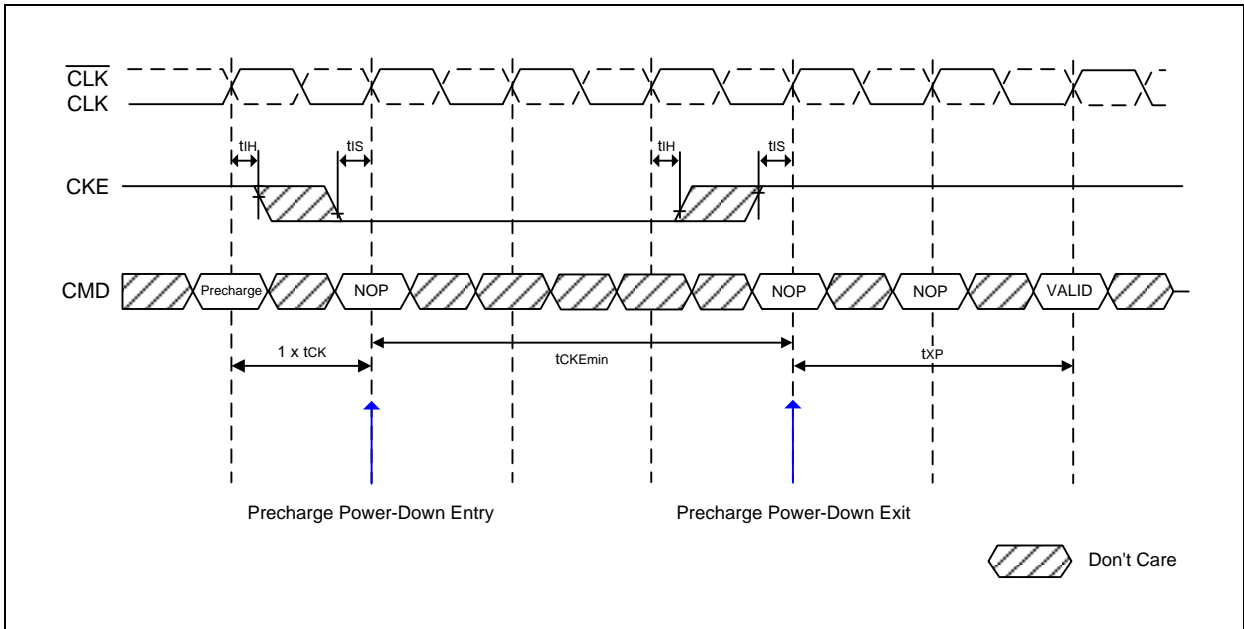 CLK
CLK
tIH
tIS
tIH
tIS
CKE
CMD
Precharge
NOP
NOP
NOP
VALID
1 x tCK
tCKEmin
tXP
Precharge Power-Down Entry
Precharge Power-Down Exit
Don't Care